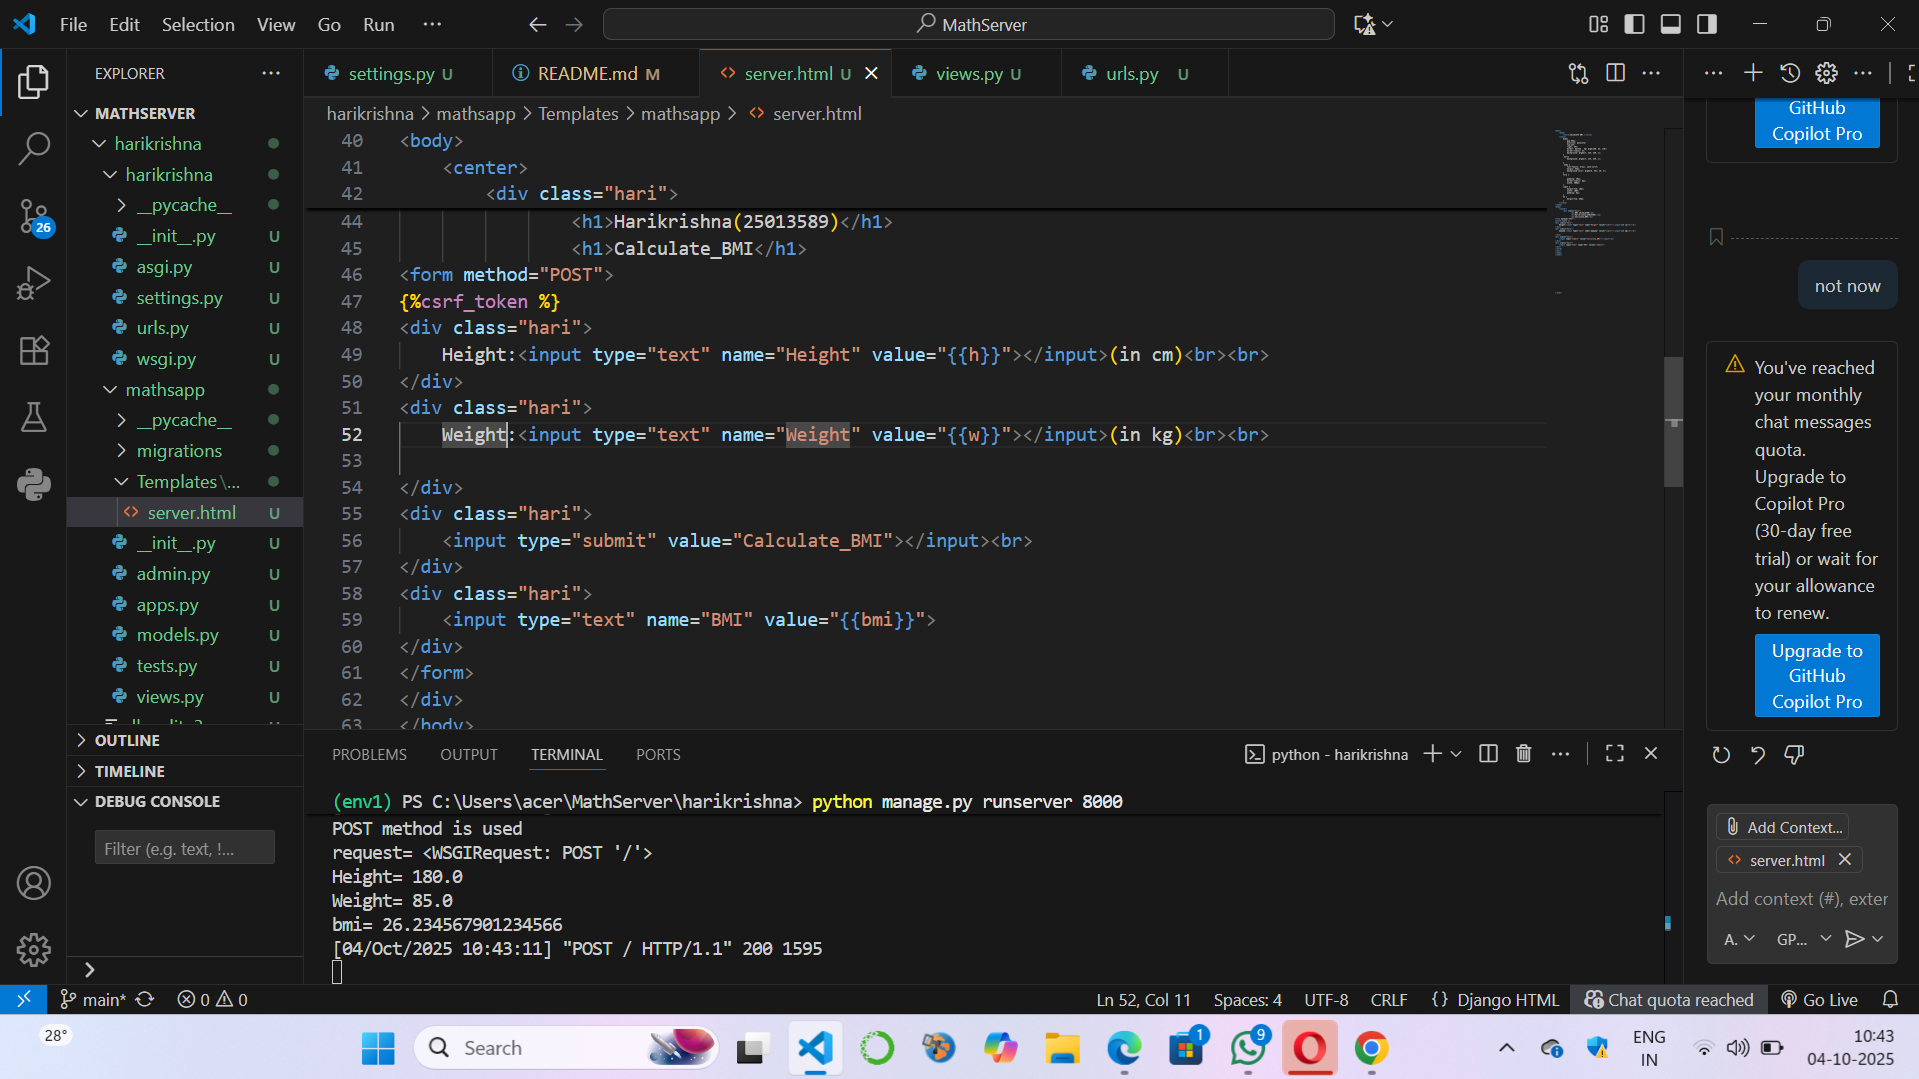 File Edit Selection View Go Run ··· MathServer
EXPLORER
settings.py U README.md M server.html U views.py U urls.py U
MATHSERVER
harikrishna
harikrishna
__pycache__
__init__.py U
asgi.py U
settings.py U
urls.py U
wsgi.py U
mathsapp
__pycache__
migrations
Templates \...
server.html U
__init__.py U
admin.py U
apps.py U
models.py U
tests.py U
views.py U
OUTLINE
TIMELINE
DEBUG CONSOLE
Filter (e.g. text, !...
26
harikrishna > mathsapp > Templates > mathsapp > server.html
40 <body>
41 <center>
42 <div class="hari">
44 <h1>Harikrishna(25013589)</h1>
45 <h1>Calculate_BMI</h1>
46 <form method="POST">
47 {%csrf_token %}
48 <div class="hari">
49 Height:<input type="text" name="Height" value="{{h}}"></input>(in cm)<br><br>
50 </div>
51 <div class="hari">
52 Weight:<input type="text" name="Weight" value="{{w}}"></input>(in kg)<br><br>
53
54 </div>
55 <div class="hari">
56 <input type="submit" value="Calculate_BMI"></input><br>
57 </div>
58 <div class="hari">
59 <input type="text" name="BMI" value="{{bmi}}">
60 </div>
61 </form>
62 </div>
63 </body>
PROBLEMS OUTPUT TERMINAL PORTS
python - harikrishna
(env1) PS C:\Users\acer\MathServer\harikrishna> python manage.py runserver 8000
POST method is used
request= <WSGIRequest: POST '/'>
Height= 180.0
Weight= 85.0
bmi= 26.234567901234566
[04/Oct/2025 10:43:11] "POST / HTTP/1.1" 200 1595
GitHub
Copilot Pro
not now
You've reached
your monthly
chat messages
quota.
Upgrade to
Copilot Pro
(30-day free
trial) or wait for
your allowance
to renew.
Upgrade to
GitHub
Copilot Pro
Add Context...
server.html
Add context (#), exter
A. GP...
main* 0 0 Ln 52, Col 11 Spaces: 4 UTF-8 CRLF {} Django HTML Chat quota reached Go Live
28° Search 1 9 ENG
IN
10:43
04-10-2025